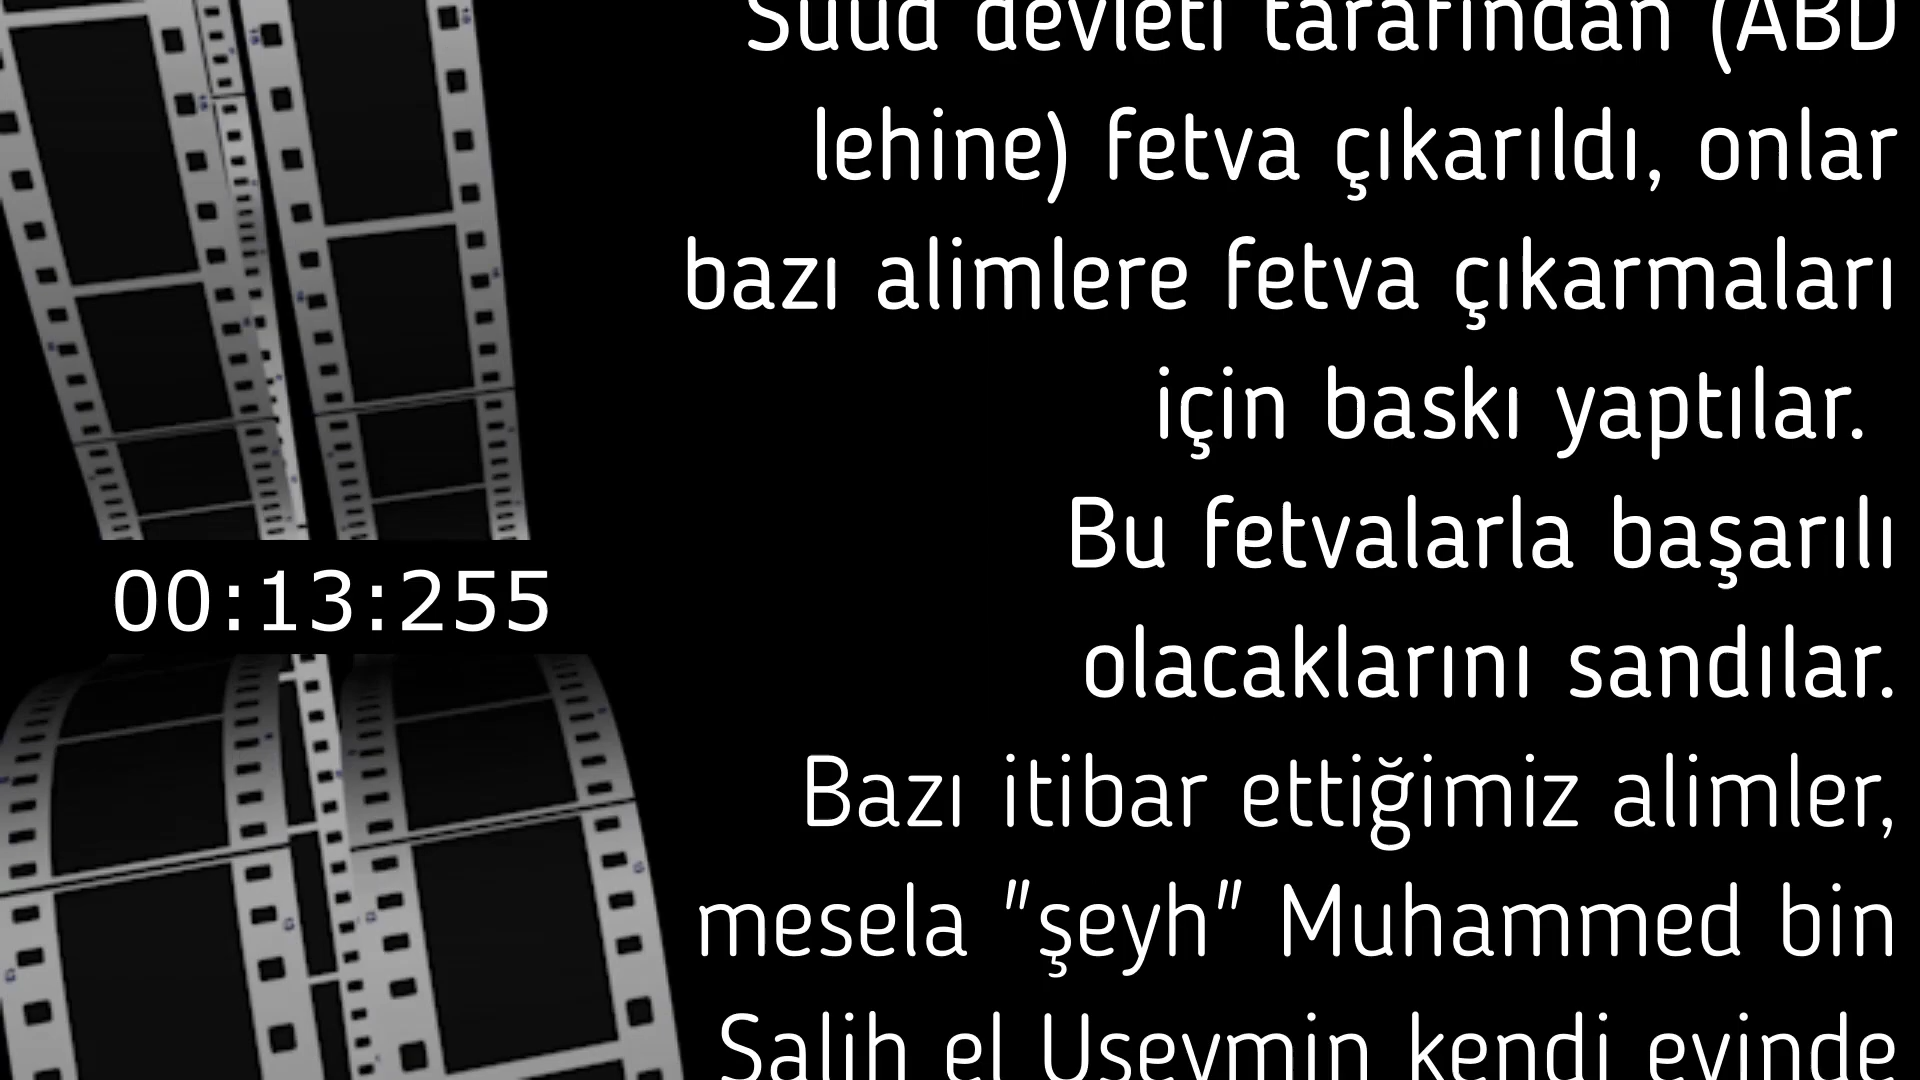 Suud devleti tarafından (ABD
lehine) fetva çıkarıldı, onlar
bazı alimlere fetva çıkarmaları
için baskı yaptılar.
Bu fetvalarla başarılı
olacaklarını sandılar.
00:13:255
Bazı itibar ettiğimiz alimler,
mesela "şeyh" Muhammed bin
Salih el Useymin kendi evinde